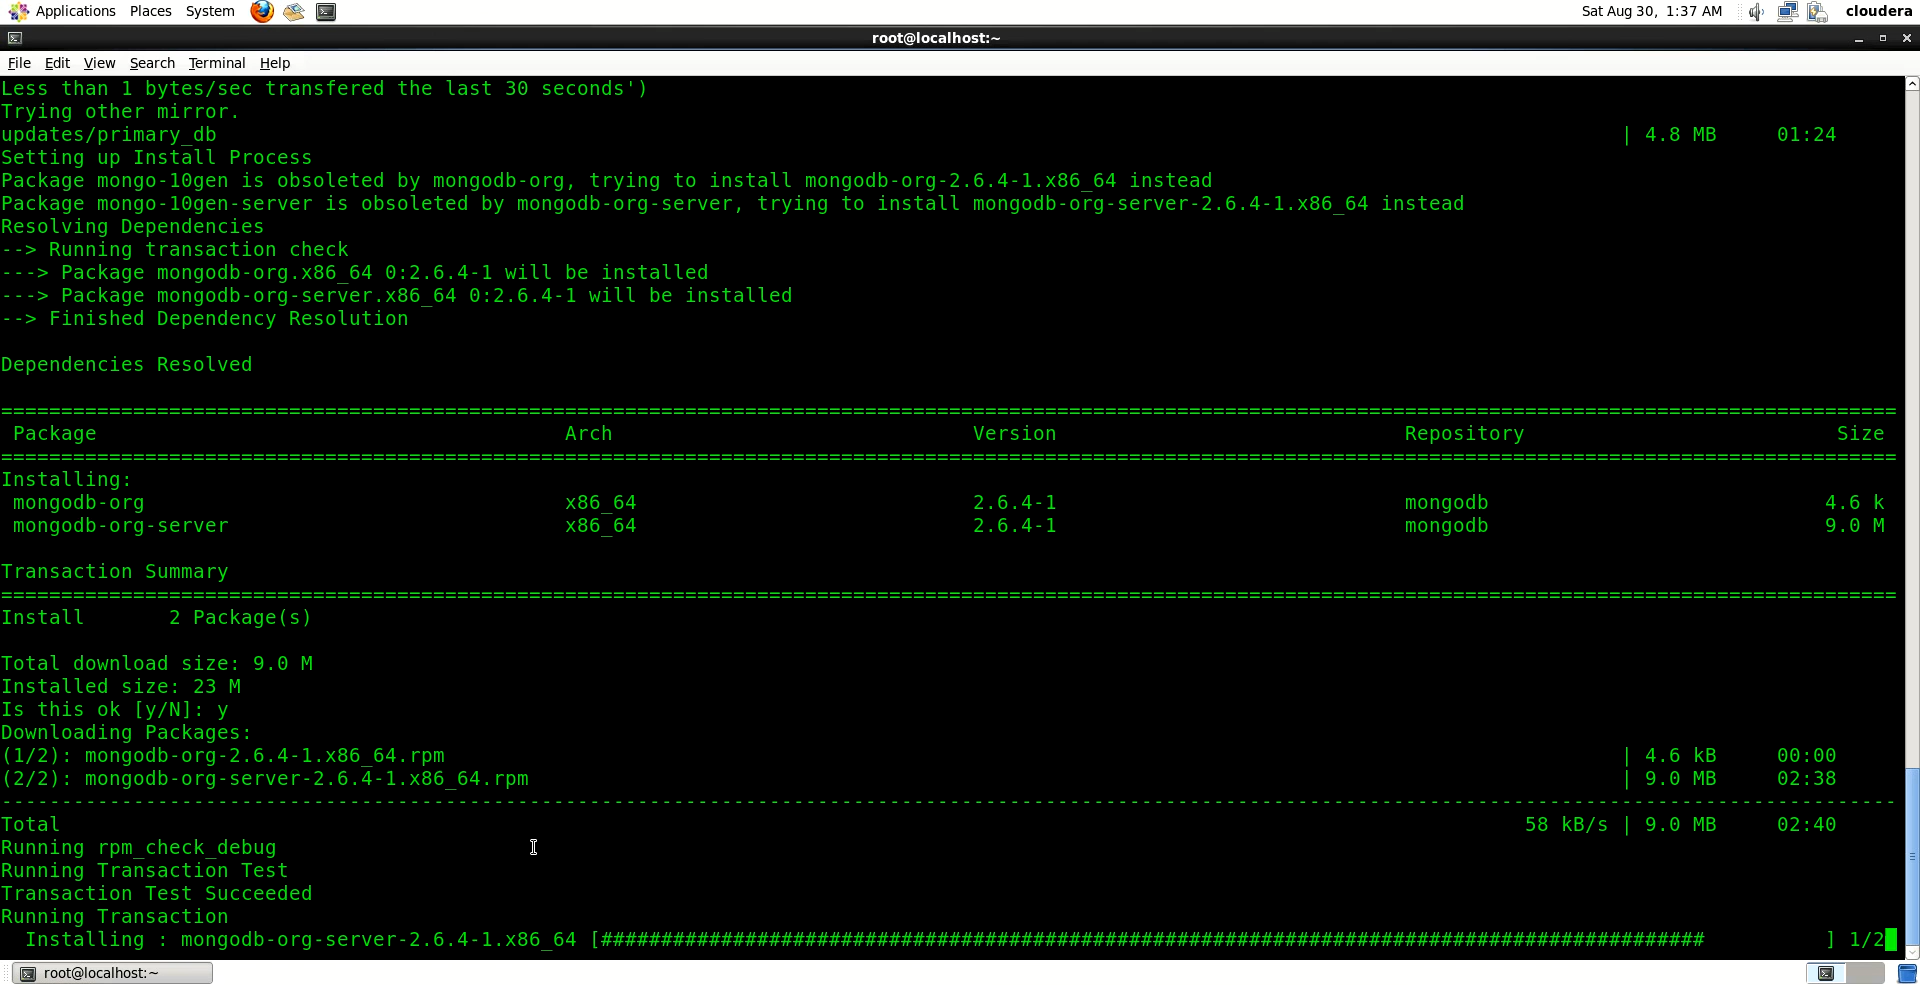 Applications Places System Sat Aug 30, 1:37 AM cloudera
root@localhost:~
File Edit View Search Terminal Help
Less than 1 bytes/sec transfered the last 30 seconds')
Trying other mirror.
updates/primary_db | 4.8 MB 01:24
Setting up Install Process
Package mongo-10gen is obsoleted by mongodb-org, trying to install mongodb-org-2.6.4-1.x86_64 instead
Package mongo-10gen-server is obsoleted by mongodb-org-server, trying to install mongodb-org-server-2.6.4-1.x86_64 instead
Resolving Dependencies
--> Running transaction check
---> Package mongodb-org.x86_64 0:2.6.4-1 will be installed
---> Package mongodb-org-server.x86_64 0:2.6.4-1 will be installed
--> Finished Dependency Resolution
Dependencies Resolved
Package Arch Version Repository Size
Installing:
mongodb-org x86_64 2.6.4-1 mongodb 4.6 k
mongodb-org-server x86_64 2.6.4-1 mongodb 9.0 M
Transaction Summary
Install 2 Package(s)
Total download size: 9.0 M
Installed size: 23 M
Is this ok [y/N]: y
Downloading Packages:
(1/2): mongodb-org-2.6.4-1.x86_64.rpm | 4.6 kB 00:00
(2/2): mongodb-org-server-2.6.4-1.x86_64.rpm | 9.0 MB 02:38
Total 58 kB/s | 9.0 MB 02:40
Running rpm_check_debug
Running Transaction Test
Transaction Test Succeeded
Running Transaction
Installing : mongodb-org-server-2.6.4-1.x86_64 [############################################################################################ ] 1/2
root@localhost:~